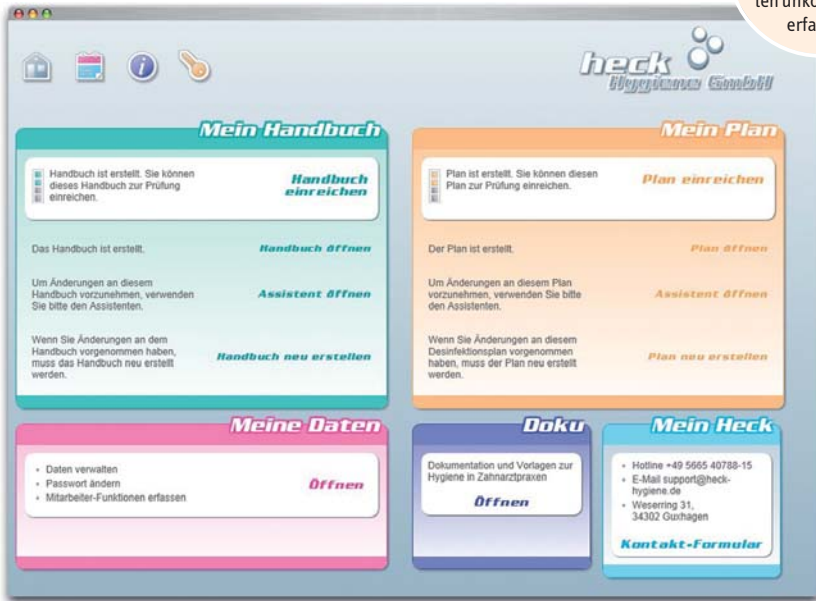 erfa
heck
Hygiene GmbH
Mein Handbuch
Handbuch ist erstellt. Sie können
dieses Handbuch zur Prüfung
einreichen.
Handbuch
einreichen
Das Handbuch ist erstellt.
Handbuch öffnen
Um Änderungen an diesem
Handbuch vorzunehmen, verwenden
Sie bitte den Assistenten.
Assistent öffnen
Wenn Sie Änderungen an dem
Handbuch vorgenommen haben,
muss das Handbuch neu erstellt
werden.
Handbuch neu erstellen
Mein Plan
Plan ist erstellt. Sie können diesen
Plan zur Prüfung einreichen.
Plan einreichen
Der Plan ist erstellt.
Plan öffnen
Um Änderungen an diesem Plan
vorzunehmen, verwenden Sie bitte
den Assistenten.
Assistent öffnen
Wenn Sie Änderungen an diesem
Desinfektionsplan vorgenommen
haben, muss der Plan neu erstellt
werden.
Plan neu erstellen
Meine Daten
Daten verwalten
Passwort ändern
Mitarbeiter-Funktionen erfassen
Öffnen
Doku
Dokumentation und Vorlagen zur
Hygiene in Zahnarztpraxen
Öffnen
Mein Heck
Hotline +49 5665 40788-15
E-Mail support@heck-
hygiene.de
Weserring 31,
34302 Guxhagen
Kontakt-Formular